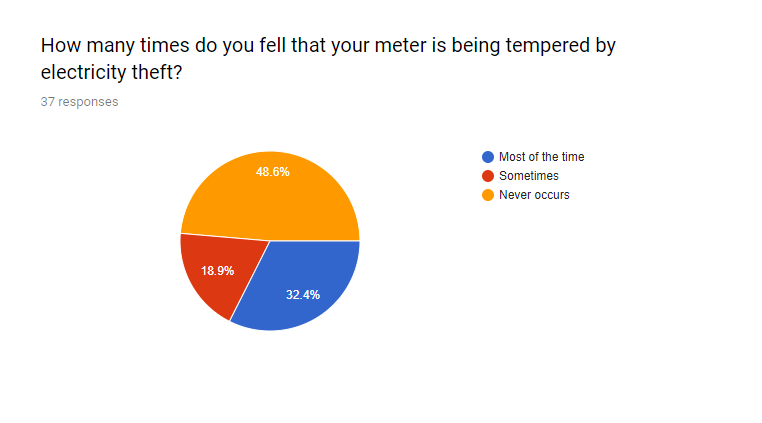 How many times do you fell that your meter is being tempered by
electricity theft?
37 responses
48.6%
18.9%
32.4%
Most of the time
Sometimes
Never occurs